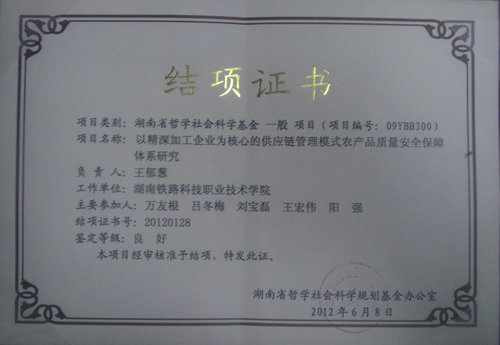 结项证书
项目类别：湖南省哲学社会科学基金 一般 项目（项目编号：09YBB300）
项目名称：以精深加工企业为核心的供应链管理模式农产品质量安全保障
体系研究
负 责 人：王郁葱
工作单位：湖南铁路科技职业技术学院
主要参加人：万友根 吕冬梅 刘宝磊 王宏伟 阳 强
结项证书号：20120128
鉴定等级：良 好
本项目经审核准予结项，特发此证。
湖南省哲学社会科学规划基金办公室
2012 年 6 月 8 日